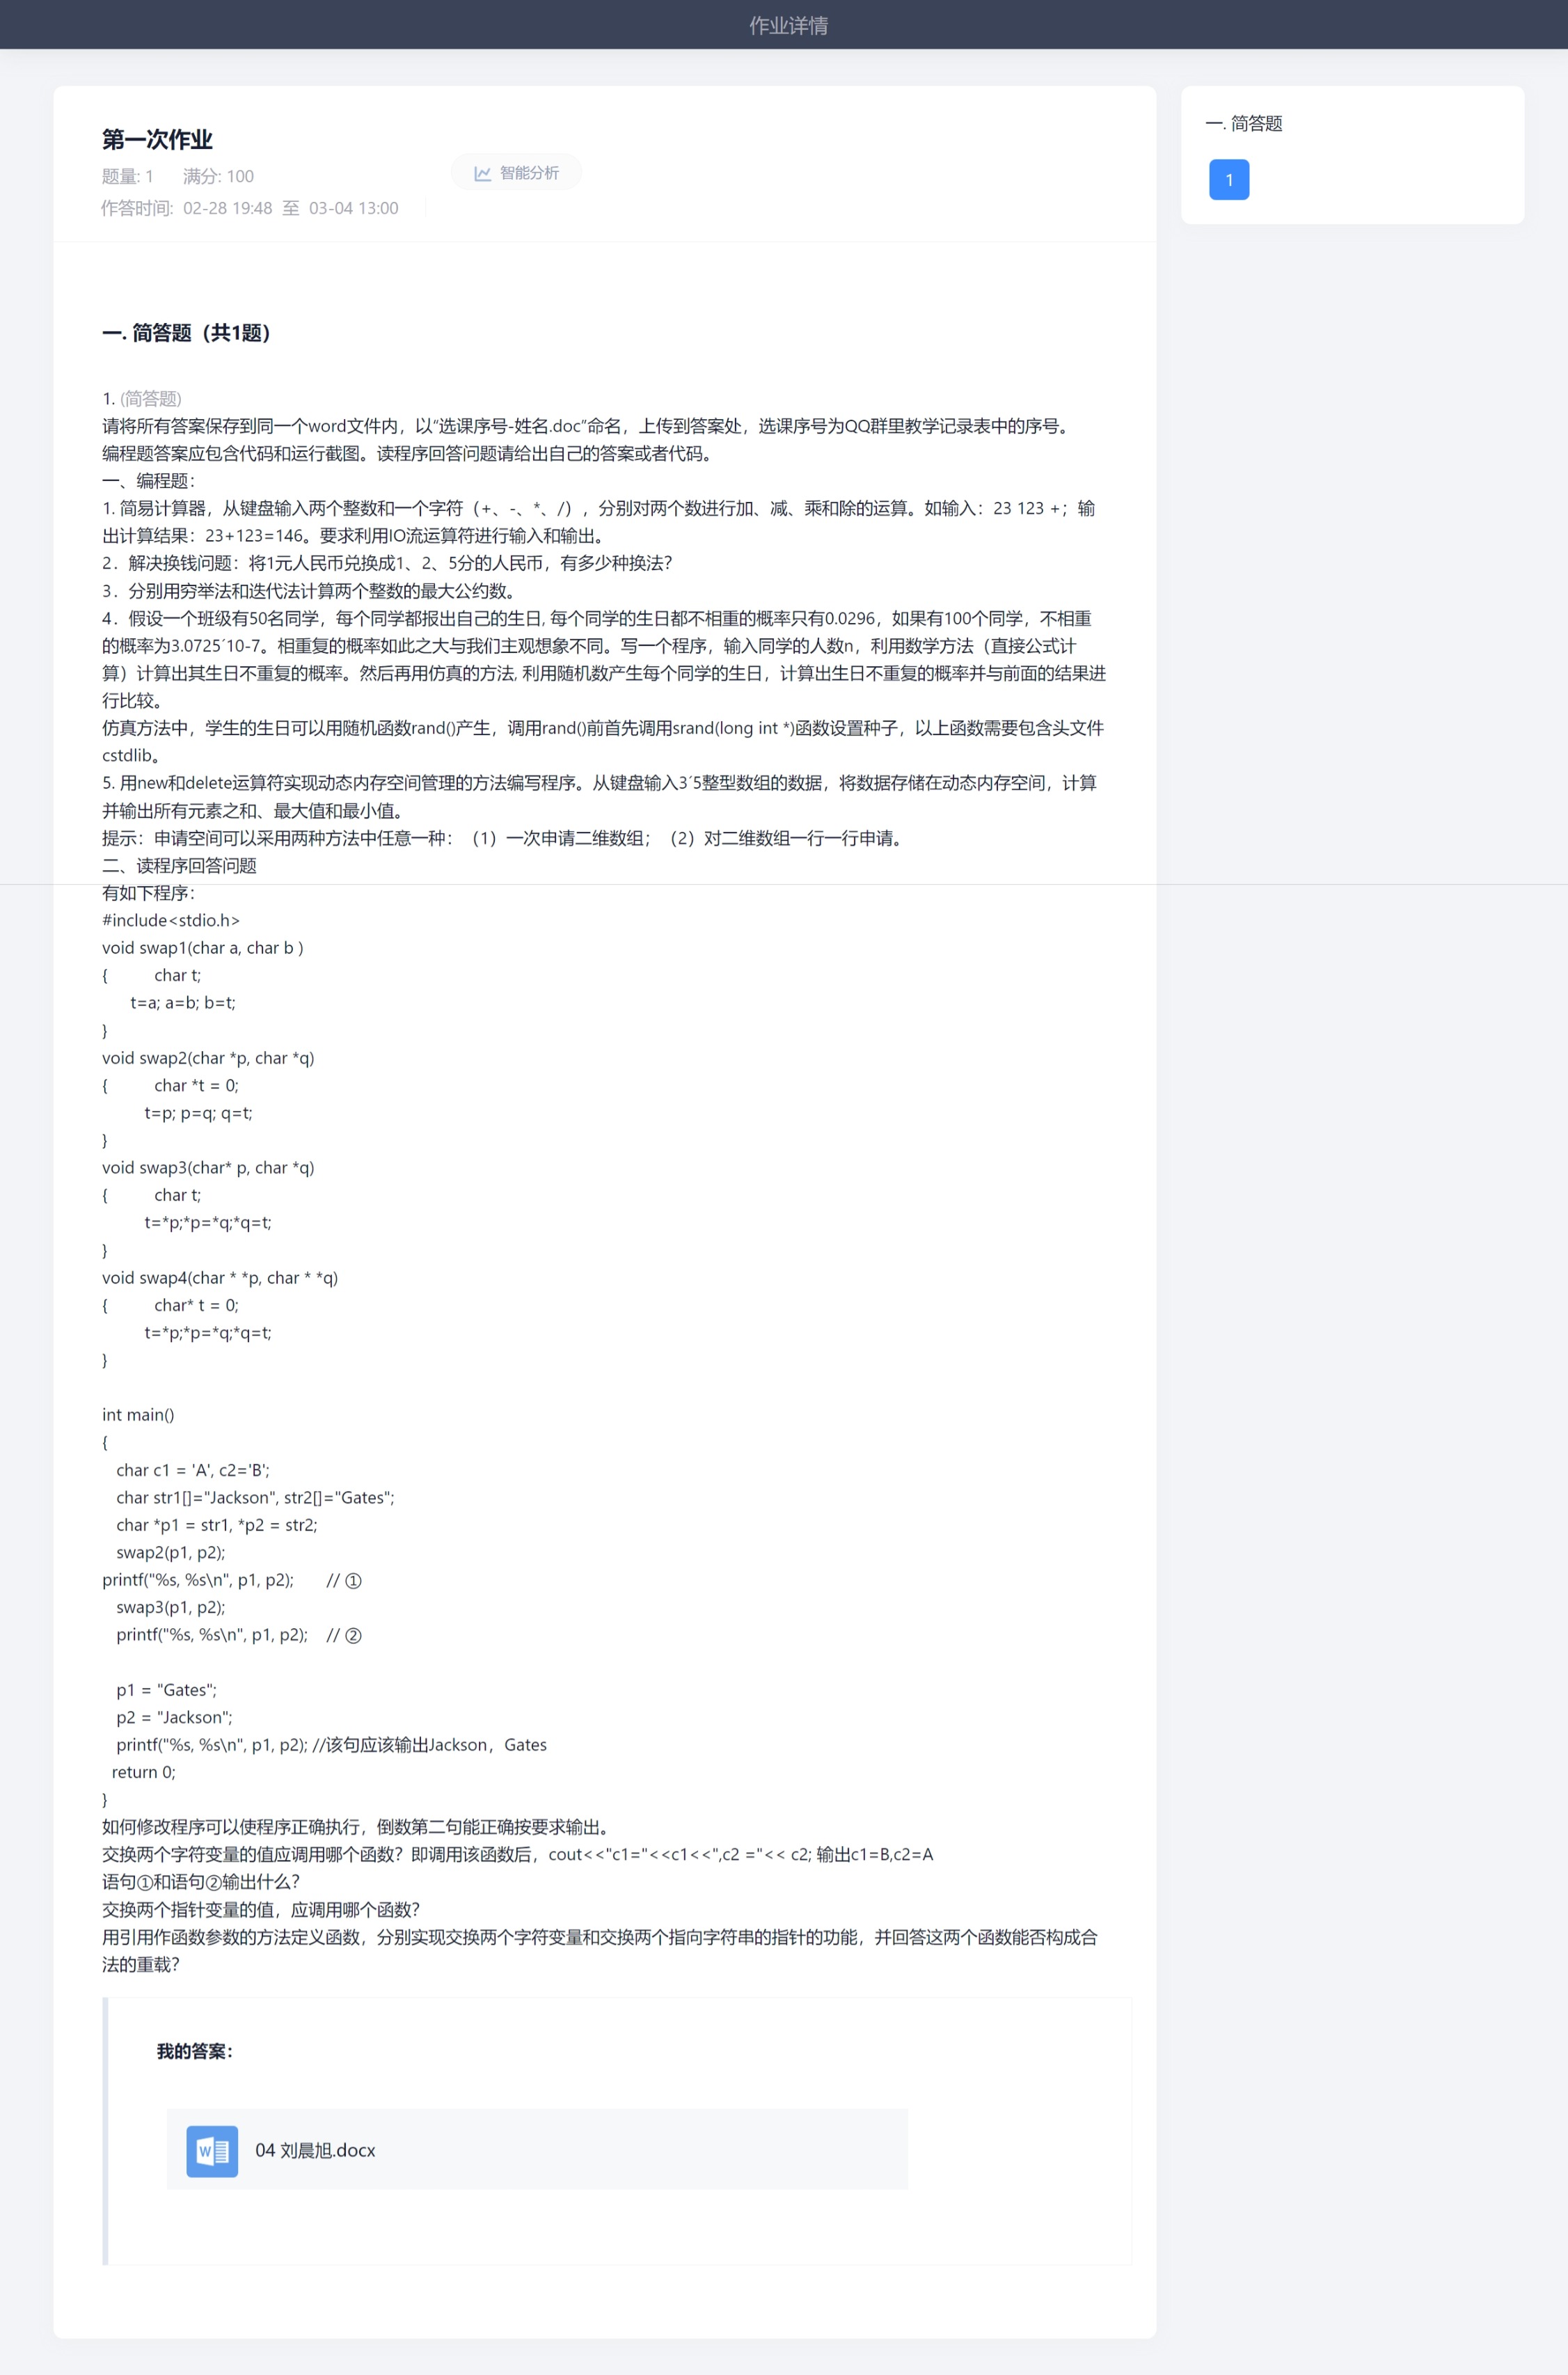 作业详情
第一次作业
题量: 1 满分: 100
智能分析
作答时间: 02-28 19:48 至 03-04 13:00
一. 简答题
1
一. 简答题（共1题）
1. (简答题)
请将所有答案保存到同一个word文件内，以“选课序号-姓名.doc”命名，上传到答案处，选课序号为QQ群里教学记录表中的序号。
编程题答案应包含代码和运行截图。读程序回答问题请给出自己的答案或者代码。
一、编程题：
1. 简易计算器，从键盘输入两个整数和一个字符（+、-、*、/）, 分别对两个数进行加、减、乘和除的运算。如输入：23 123 +；输
出计算结果：23+123=146。要求利用IO流运算符进行输入和输出。
2．解决换钱问题：将1元人民币兑换成1、2、5分的人民币，有多少种换法？
3．分别用穷举法和迭代法计算两个整数的最大公约数。
4．假设一个班级有50名同学，每个同学都报出自己的生日, 每个同学的生日都不相重的概率只有0.0296，如果有100个同学，不相重
的概率为3.0725´10-7。相重复的概率如此之大与我们主观想象不同。写一个程序，输入同学的人数n，利用数学方法（直接公式计
算）计算出其生日不重复的概率。然后再用仿真的方法, 利用随机数产生每个同学的生日，计算出生日不重复的概率并与前面的结果进
行比较。
仿真方法中，学生的生日可以用随机函数rand()产生，调用rand()前首先调用srand(long int *)函数设置种子，以上函数需要包含头文件
cstdlib。
5. 用new和delete运算符实现动态内存空间管理的方法编写程序。从键盘输入3´5整型数组的数据，将数据存储在动态内存空间，计算
并输出所有元素之和、最大值和最小值。
提示：申请空间可以采用两种方法中任意一种：（1）一次申请二维数组；（2）对二维数组一行一行申请。
二、读程序回答问题
有如下程序：
#include<stdio.h>
void swap1(char a, char b )
{ char t;
t=a; a=b; b=t;
}
void swap2(char *p, char *q)
{ char *t = 0;
t=p; p=q; q=t;
}
void swap3(char* p, char *q)
{ char t;
t=*p;*p=*q;*q=t;
}
void swap4(char * *p, char * *q)
{ char* t = 0;
t=*p;*p=*q;*q=t;
}
int main()
{
char c1 = 'A', c2='B';
char str1[]="Jackson", str2[]="Gates";
char *p1 = str1, *p2 = str2;
swap2(p1, p2);
printf("%s, %s\n", p1, p2); // ①
swap3(p1, p2);
printf("%s, %s\n", p1, p2); // ②
p1 = "Gates";
p2 = "Jackson";
printf("%s, %s\n", p1, p2); //该句应该输出Jackson，Gates
return 0;
}
如何修改程序可以使程序正确执行，倒数第二句能正确按要求输出。
交换两个字符变量的值应调用哪个函数？即调用该函数后，cout<<"c1="<<c1<<",c2 ="<< c2; 输出c1=B,c2=A
语句①和语句②输出什么？
交换两个指针变量的值，应调用哪个函数？
用引用作函数参数的方法定义函数，分别实现交换两个字符变量和交换两个指向字符串的指针的功能，并回答这两个函数能否构成合
法的重载？
我的答案：
W
04 刘晨旭.docx